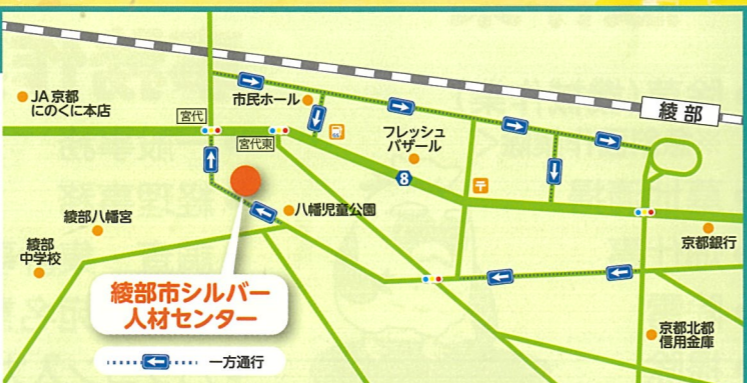 JA京都
にのくに本店
宮代
市民ホール
宮代東
フレッシュ
バザール
綾部
8
〒
八幡児童公園
綾部八幡宮
綾部
中学校
京都銀行
綾部市シルバー
人材センター
京都北都
信用金庫
一方通行